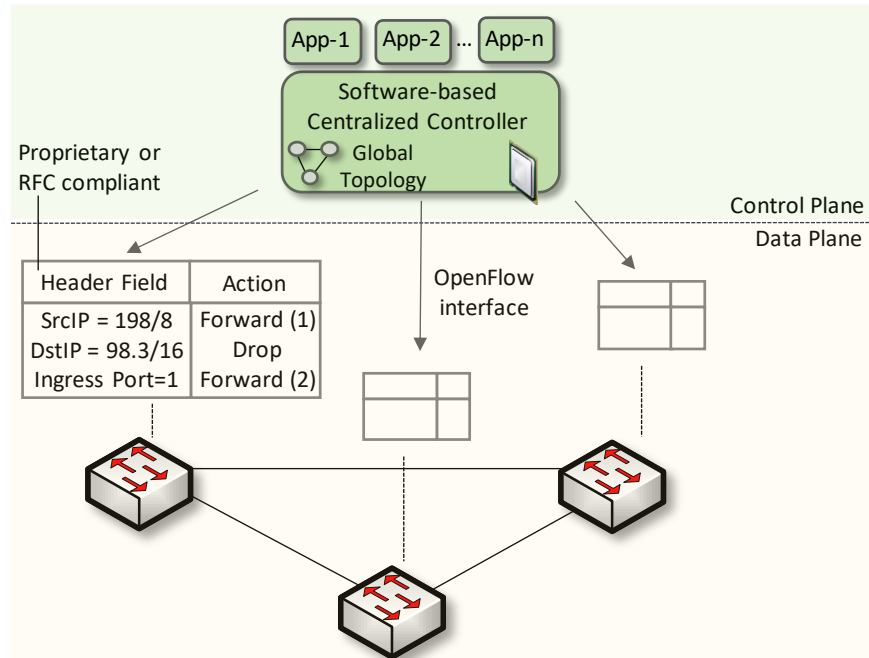 App-1 App-2 ... App-n
Software-based
Centralized Controller
Global
Topology
Proprietary or
RFC compliant
Control Plane
Data Plane
Header Field Action
SrcIP = 198/8 Forward (1)
DstIP = 98.3/16 Drop
Ingress Port=1 Forward (2)
OpenFlow
interface